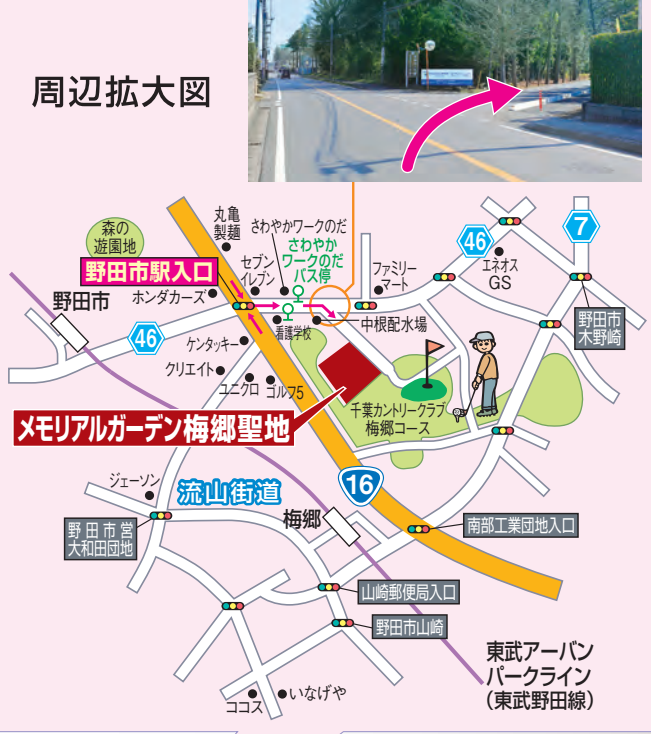 周辺拡大図
森の
遊園地
丸亀
製麺
さわやかワークのだ
セブン
イレブン
さわやか
ワークのだ
バス停
46
7
エネオス
GS
ファミリー
マート
野田市駅入口
ホンダカーズ
野田市
看護学校
中根配水場
野田市
木野崎
46
ケンタッキー
クリエイト
ユニクロ
ゴルフ5
千葉カントリークラブ
梅郷コース
メモリアルガーデン梅郷聖地
ジェーソン
流山街道
16
梅郷
野田市営
大和田団地
南部工業団地入口
山崎郵便局入口
野田市山崎
東武アーバン
パークライン
(東武野田線)
ココス
いなげや